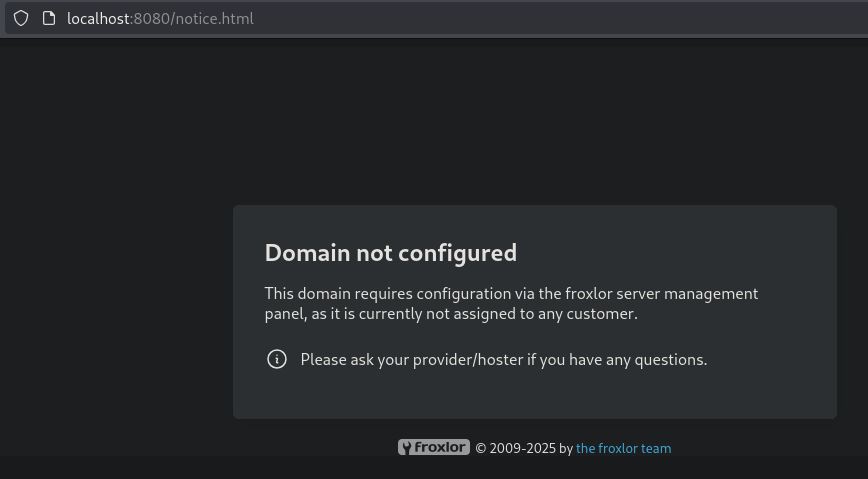 localhost:8080/notice.html
Domain not configured
This domain requires configuration via the froxlor server management
panel, as it is currently not assigned to any customer.
Please ask your provider/hoster if you have any questions.
froxlor © 2009-2025 by the froxlor team